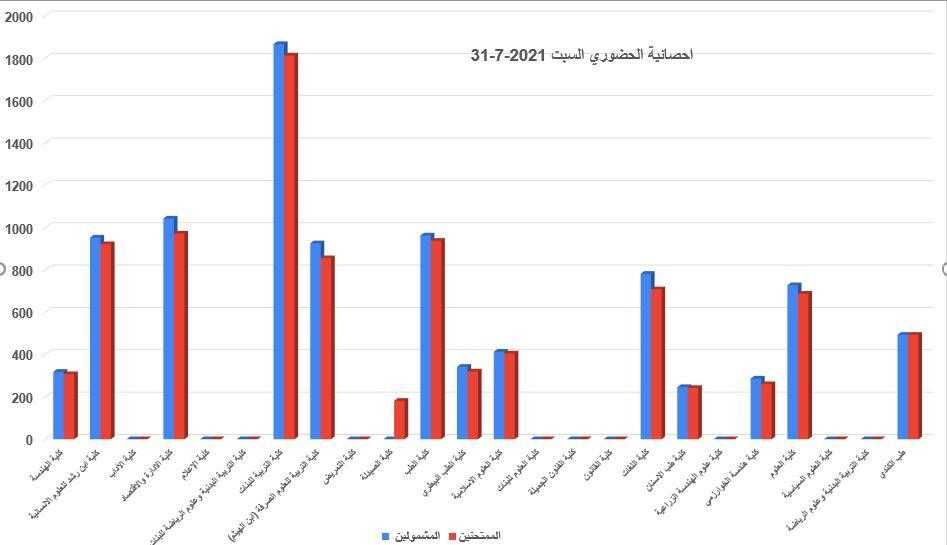 احصائية الحضوري السبت 31-7-2021
2000
1800
1600
1400
1200
1000
800
600
400
200
0
كلية الهندسة
كلية ابن رشد للعلوم الانسانية
كلية الاداب
كلية الادارة والاقتصاد
كلية الاعلام
كلية التربية البدنية وعلوم الرياضة للبنات
كلية التربية للبنات
كلية التربية للعلوم الصرفة (ابن الهيثم)
كلية التمريض
كلية الصيدلة
كلية الطب
كلية الطب البيطري
كلية العلوم الاسلامية
كلية العلوم للبنات
كلية الفنون الجميلة
كلية القانون
كلية اللغات
كلية طب الاسنان
كلية علوم الهندسة الزراعية
كلية هندسة الخوارزمي
كلية العلوم
كلية العلوم السياسية
كلية التربية البدنية وعلوم الرياضة
طب الكندي
المشمولين
الممتحنين